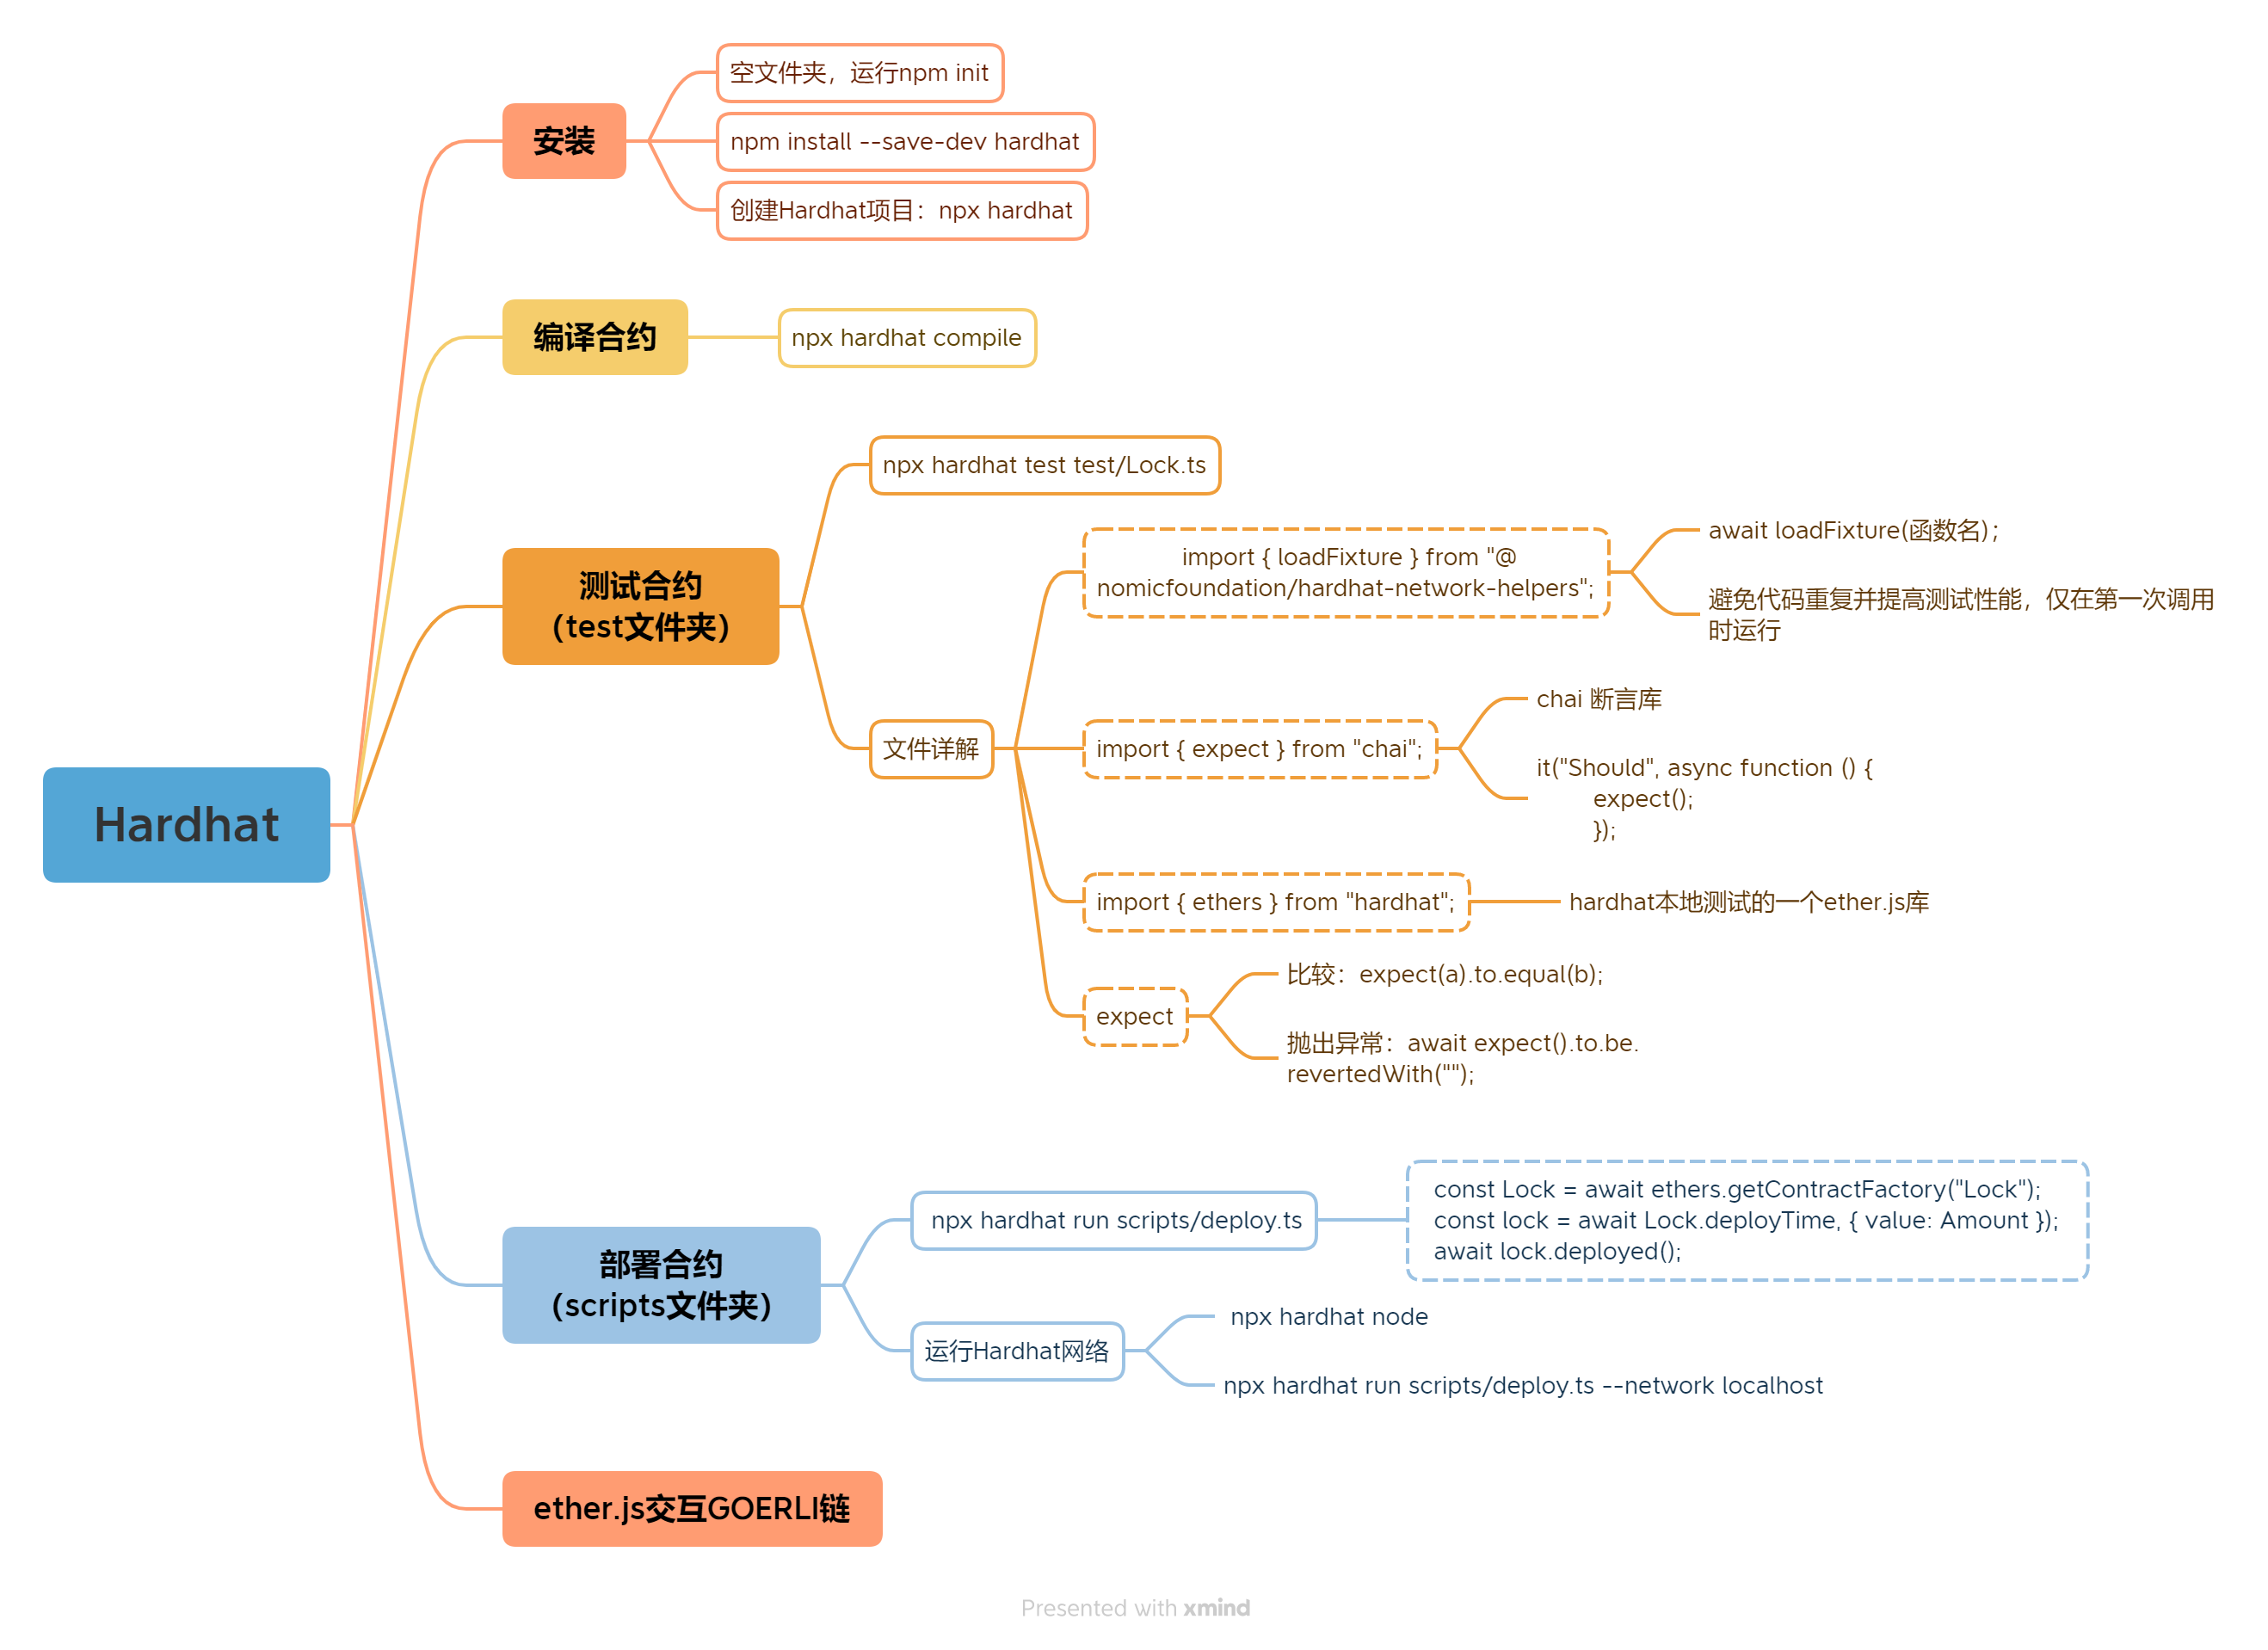 Hardhat
安装
空文件夹，运行npm init
npm install --save-dev hardhat
创建Hardhat项目：npx hardhat
编译合约
npx hardhat compile
测试合约
（test文件夹）
npx hardhat test test/Lock.ts
文件详解
import { loadFixture } from "@
nomicfoundation/hardhat-network-helpers";
await loadFixture(函数名)；
避免代码重复并提高测试性能，仅在第一次调用
时运行
import { expect } from "chai";
chai 断言库
it("Should", async function () {
expect();
});
import { ethers } from "hardhat";
hardhat本地测试的一个ether.js库
expect
比较：expect(a).to.equal(b);
抛出异常：await expect().to.be.
revertedWith("");
部署合约
（scripts文件夹）
npx hardhat run scripts/deploy.ts
const Lock = await ethers.getContractFactory("Lock");
const lock = await Lock.deployTime, { value: Amount });
await lock.deployed();
运行Hardhat网络
npx hardhat node
npx hardhat run scripts/deploy.ts --network localhost
ether.js交互GOERLI链
Presented with xmind